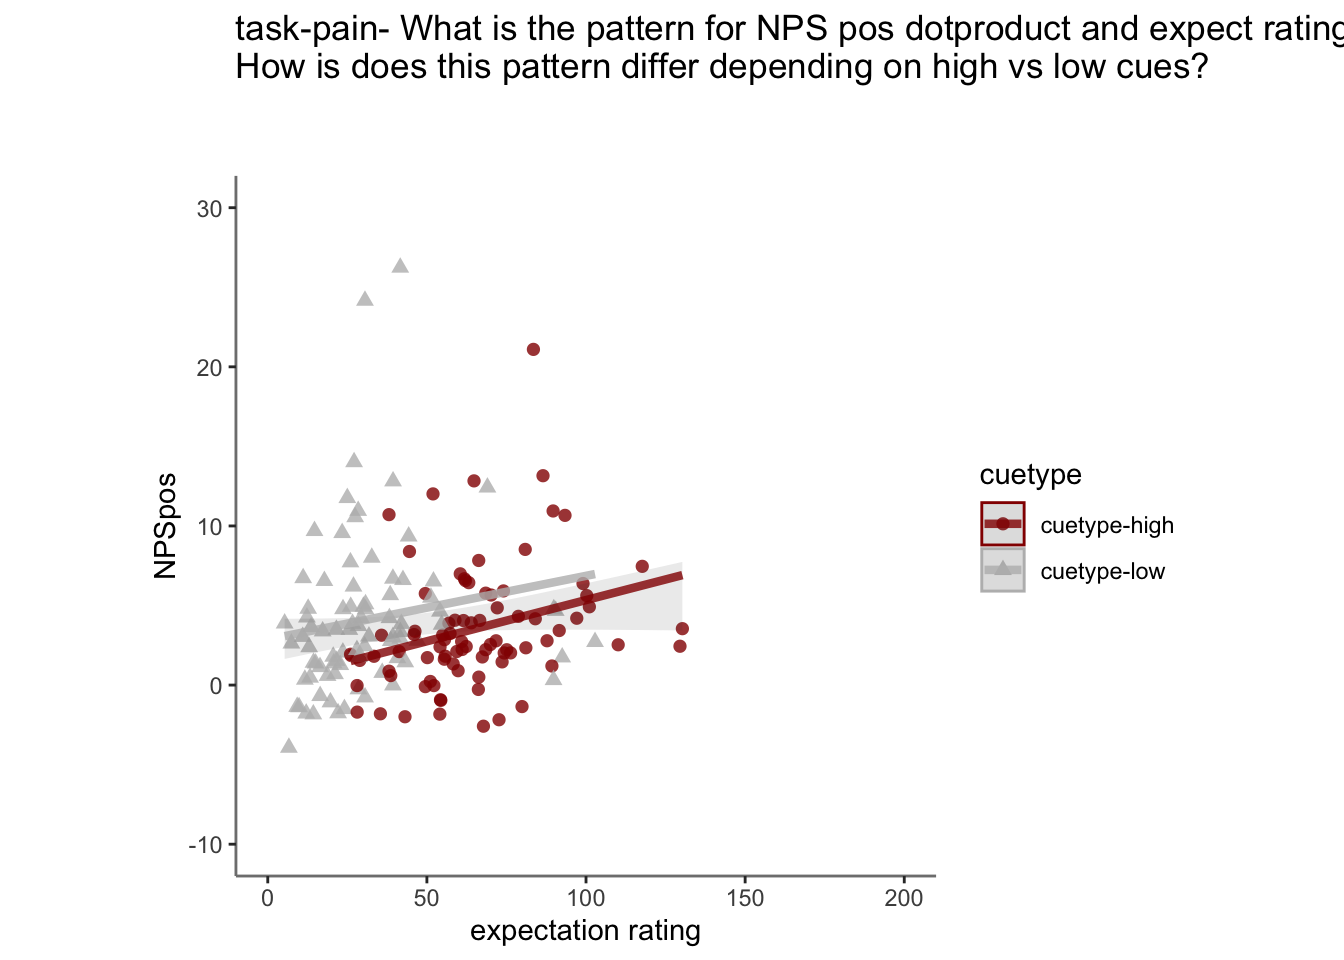 task-pain- What is the pattern for NPS pos dotproduct and expect rating
How is does this pattern differ depending on high vs low cues?
30
20
10
0
-10
NPSpos
0
50
100
150
200
expectation rating
cuetype
cuetype-high
cuetype-low